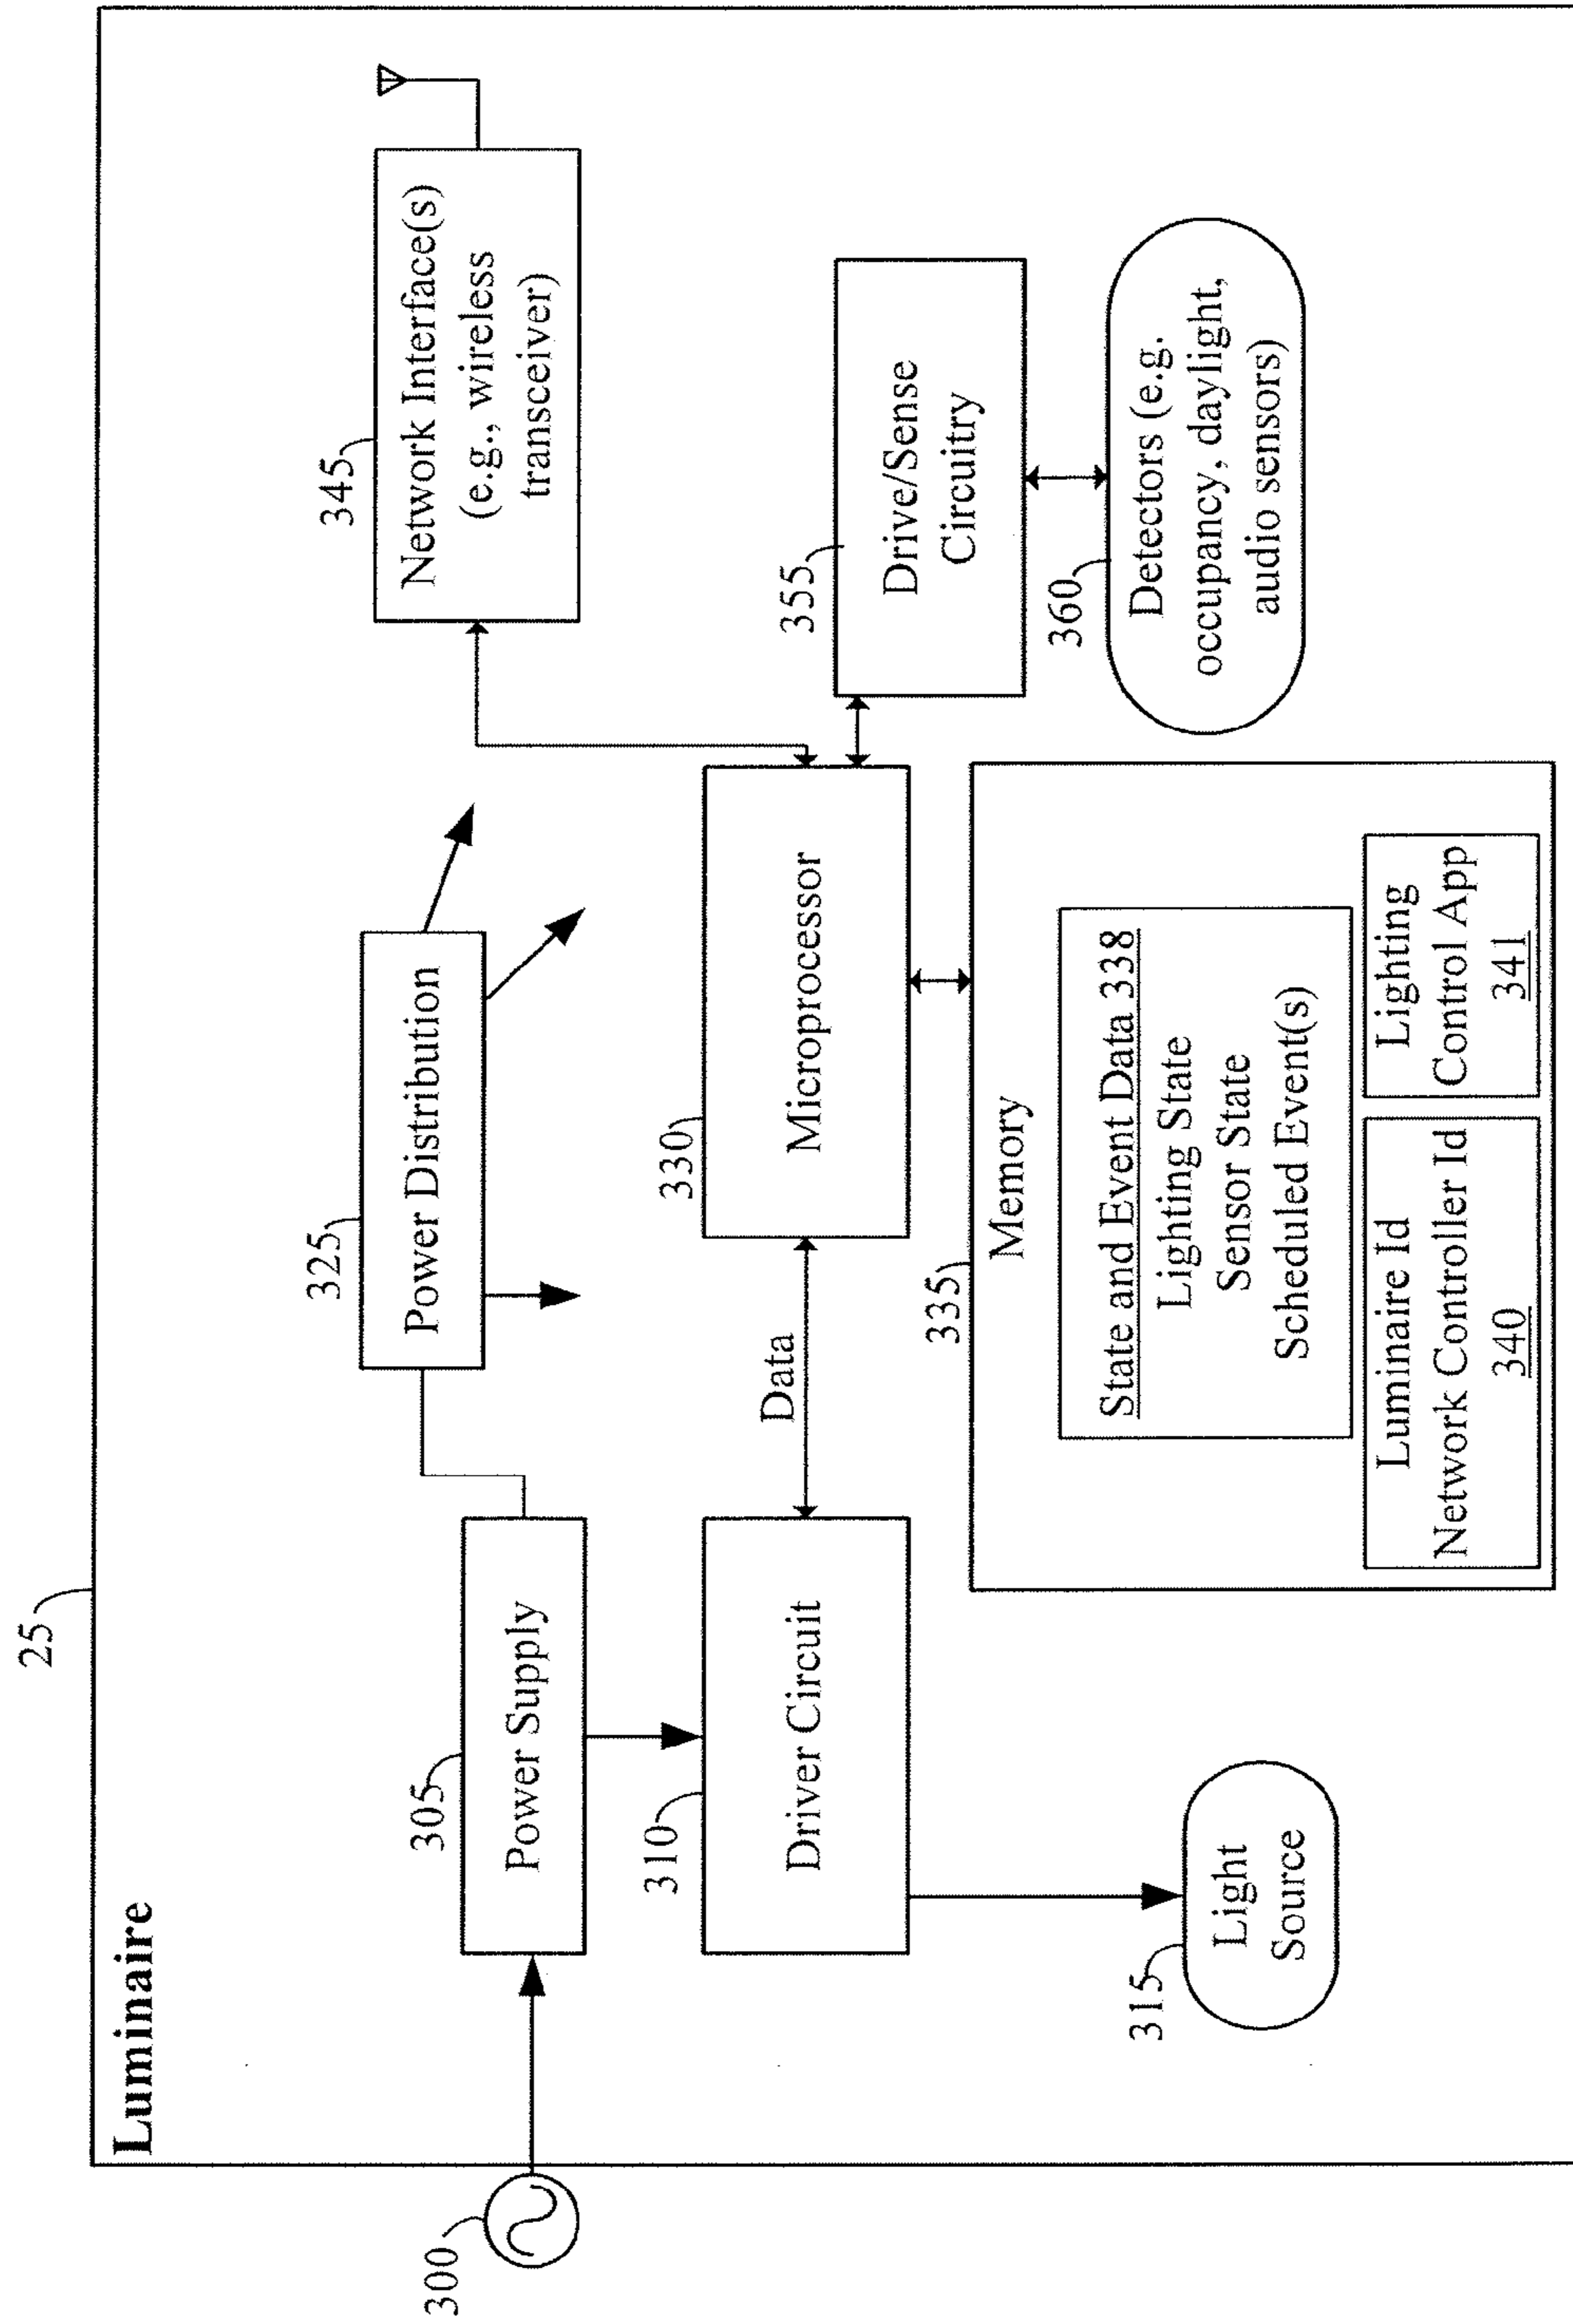 25
Luminaire
300
305
Power Supply
325
Power Distribution
345
Network Interface(s)
(e.g., wireless
transceiver)
310
Driver Circuit
Data
330
Microprocessor
355
Drive/Sense
Circuitry
315
Light
Source
335
Memory
State and Event Data 338
Lighting State
Sensor State
Scheduled Event(s)
Luminaire Id
Network Controller Id
340
Lighting
Control App
341
360
Detectors (e.g.
occupancy, daylight,
audio sensors)